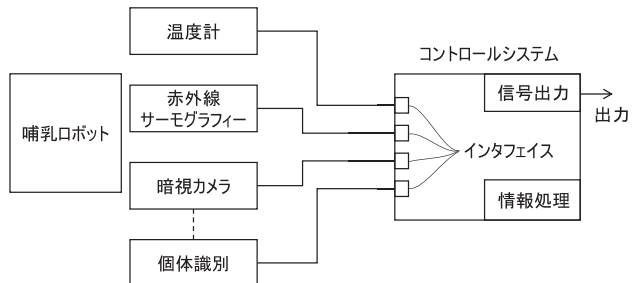 温度計
コントロールシステム
哺乳ロボット
赤外線
サーモグラフィー
信号出力
出力
インタフェイス
暗視カメラ
情報処理
個体識別